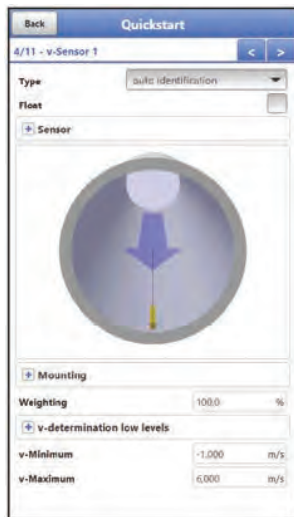 Back Quickstart
4/11 - v-Sensor 1 < >
Type auto identification
Float
+ Sensor
+ Mounting
Weighting 100,0 %
+ v-determination low levels
v-Minimum -1,000 m/s
v-Maximum 6,000 m/s